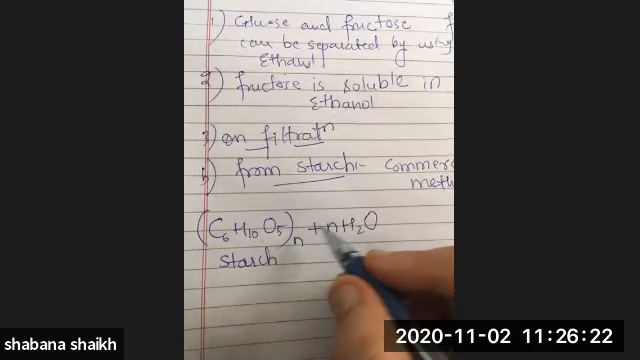 1) Glucose and fructose f
can be separated by using
Ethanol
2) fructose is soluble in
Ethanol
3) on filtratn
5) from starch:- commerc
meth
(C6H10O5)n + nH2O
starch
shabana shaikh
2020-11-02 11:26:22